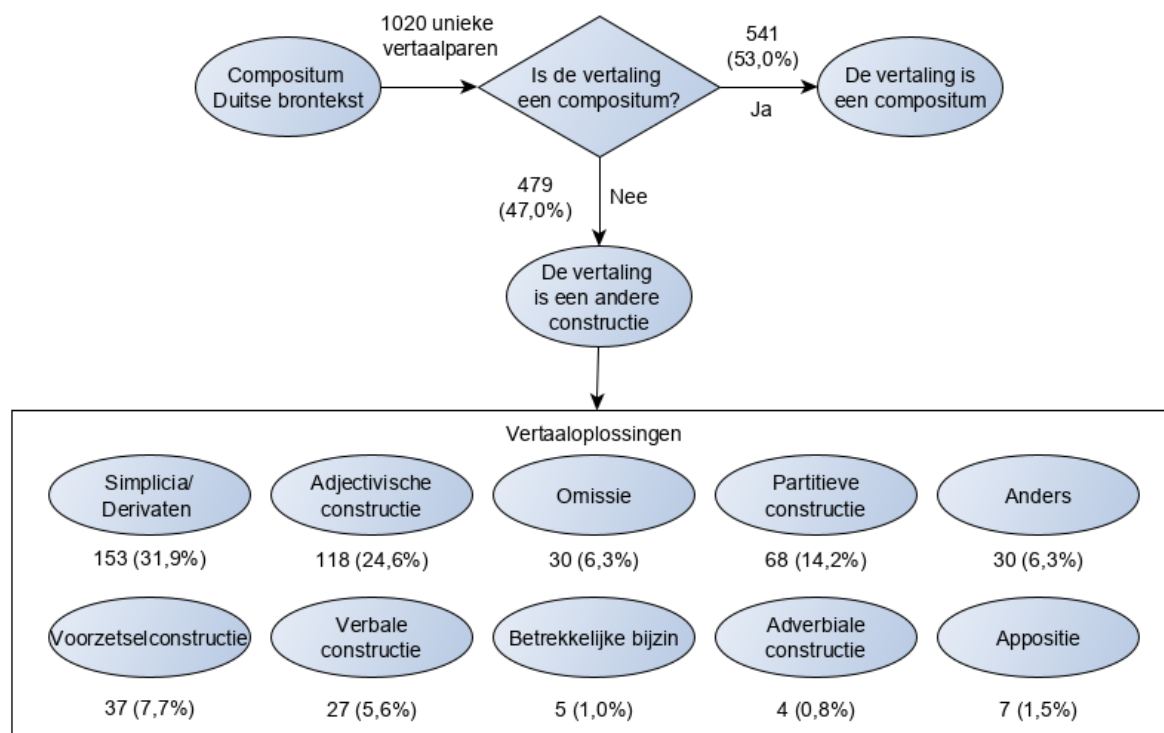 1020 unieke
vertaalparen
Compositum
Duitse brontekst
Is de vertaling
een compositum?
541
(53,0%)
Ja
De vertaling is
een compositum
479
(47,0%)
Nee
De vertaling
is een andere
constructie
Vertaaloplossingen
Simplicia/
Derivaten
153 (31,9%)
Adjectivische
constructie
118 (24,6%)
Omissie
30 (6,3%)
Partitieve
constructie
68 (14,2%)
Anders
30 (6,3%)
Voorzetselconstructie
37 (7,7%)
Verbale
constructie
27 (5,6%)
Betrekkelijke bijzin
5 (1,0%)
Adverbiale
constructie
4 (0,8%)
Appositie
7 (1,5%)